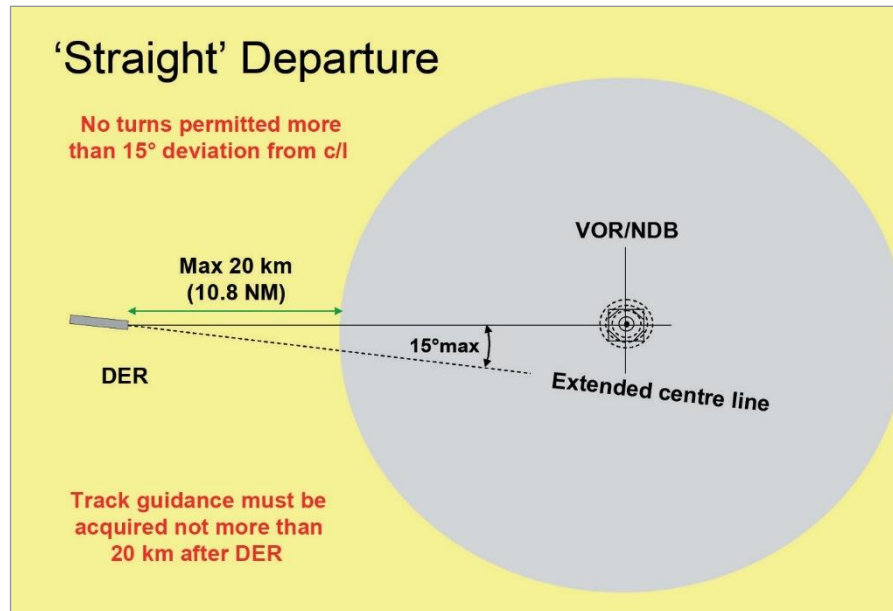 ‘Straight’ Departure
No turns permitted more
than 15° deviation from c/l
VOR/NDB
Max 20 km
(10.8 NM)
15°max
DER
Extended centre line
Track guidance must be
acquired not more than
20 km after DER